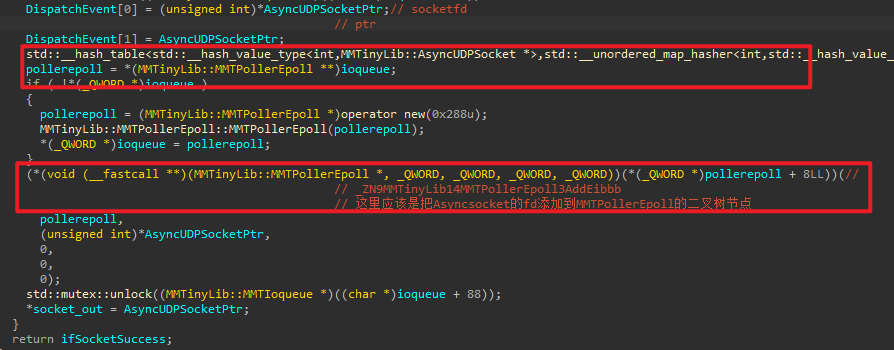 DispatchEvent[0] = (unsigned int)*AsyncUDPSocketPtr;// socketfd
// ptr
DispatchEvent[1] = AsyncUDPSocketPtr;
std::__hash_table<std::__hash_value_type<int,MMTinyLib::AsyncUDPSocket *>,std::__unordered_map_hasher<int,std::__hash_value_
pollerepoll = *(MMTinyLib::MMTPollerEpoll **)ioqueue;
if ( !*(_QWORD *)ioqueue )
{
pollerepoll = (MMTinyLib::MMTPollerEpoll *)operator new(0x288u);
MMTinyLib::MMTPollerEpoll::MMTPollerEpoll(pollerepoll);
*(_QWORD *)ioqueue = pollerepoll;
}
(*(void (__fastcall **)(MMTinyLib::MMTPollerEpoll *, _QWORD, _QWORD, _QWORD, _QWORD))(*(_QWORD *)pollerepoll + 8LL))(//
// _ZN9MMTinyLib14MMTPollerEpoll3AddEibbb
// 这里应该是把Asyncsocket的fd添加到MMTPollerEpoll的二叉树节点
pollerepoll,
(unsigned int)*AsyncUDPSocketPtr,
0,
0,
0);
std::mutex::unlock((MMTinyLib::MMTIoqueue *)((char *)ioqueue + 88));
*socket_out = AsyncUDPSocketPtr;
}
return ifSocketSuccess;